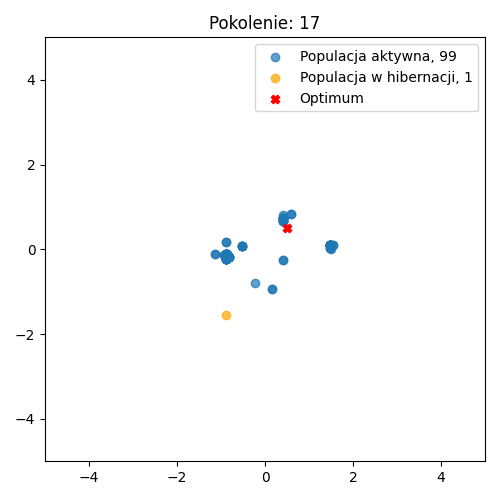 Pokolenie: 17
Populacja aktywna, 99
Populacja w hibernacji, 1
Optimum
4
2
0
−2
−4
−4
−2
0
2
4